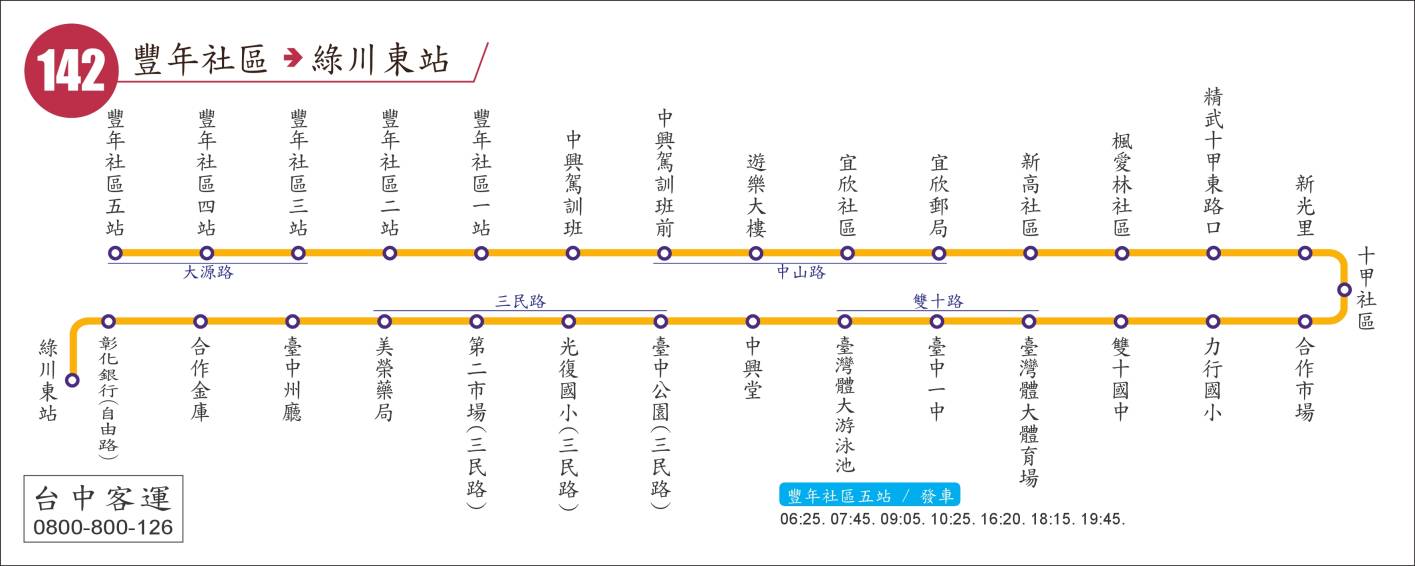 142
豐年社區 ➔ 綠川東站
豐年社區五站
豐年社區四站
豐年社區三站
豐年社區二站
豐年社區一站
中興駕訓班
中興駕訓班前
遊樂大樓
宜欣社區
宜欣郵局
新高社區
楓愛林社區
精武十甲東路口
新光里
大源路
中山路
十甲社區
三民路
雙十路
合作市場
力行國小
雙十國中
臺灣體大體育場
臺中一中
臺灣體大游泳池
中興堂
臺中公園(三民路)
光復國小(三民路)
第二市場(三民路)
美榮藥局
臺中州廳
合作金庫
彰化銀行(自由路)
綠川東站
台中客運
0800-800-126
豐年社區五站 / 發車
06:25. 07:45. 09:05. 10:25. 16:20. 18:15. 19:45.